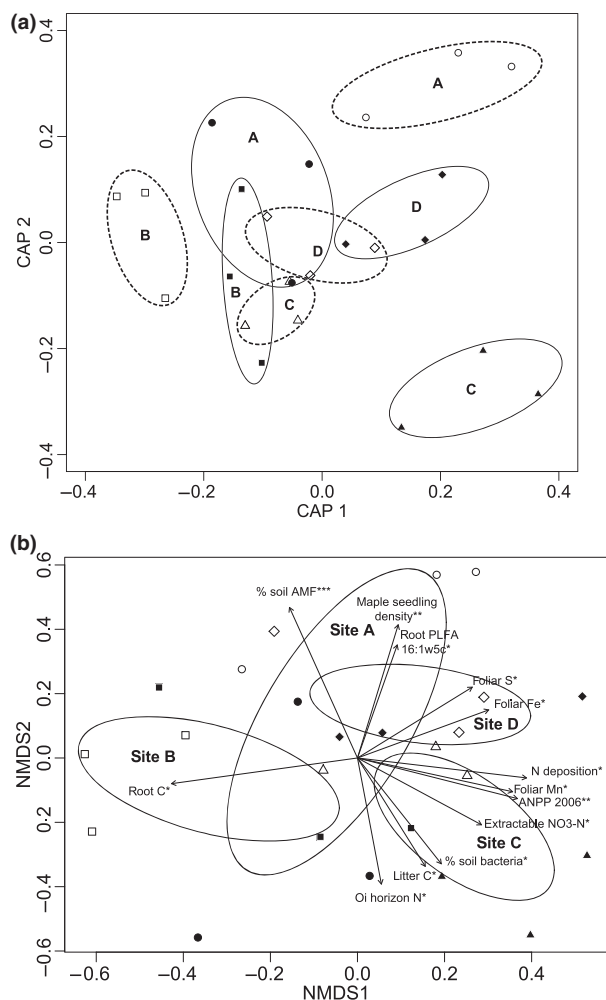 (a)
0.4
0.2
0.0
−0.2
−0.4
CAP 2
A
A
B
D
D
B
C
C
−0.4
−0.2
0.0
0.2
0.4
CAP 1
(b)
0.6
0.4
0.2
0.0
0.2
0.4
0.6
NMDS2
% soil AMF***
Maple seedling
density**
Root PLFA
16:1w5c*
Site A
Foliar S*
Foliar Fe*
Site D
Site B
Root C*
N deposition*
Foliar Mn*
ANPP 2006**
Extractable NO3-N*
Site C
% soil bacteria*
Litter C*
Oi horizon N*
−0.6
−0.4
−0.2
0.0
0.2
0.4
NMDS1